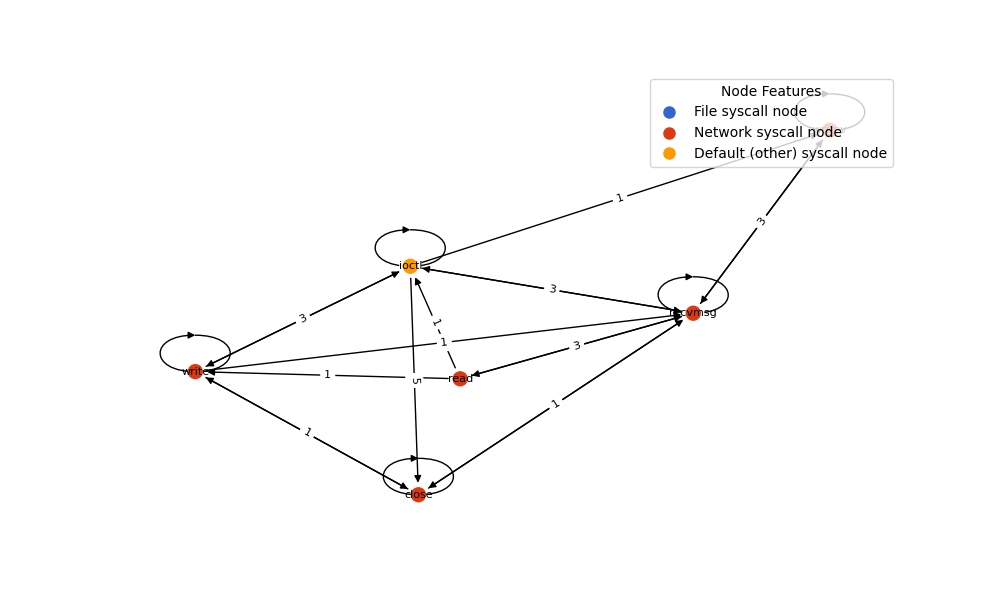 Node Features
File syscall node
Network syscall node
Default (other) syscall node
1
3
ioctl
3
3
recvmsg
1
1
3
write
1
5
read
1
1
close